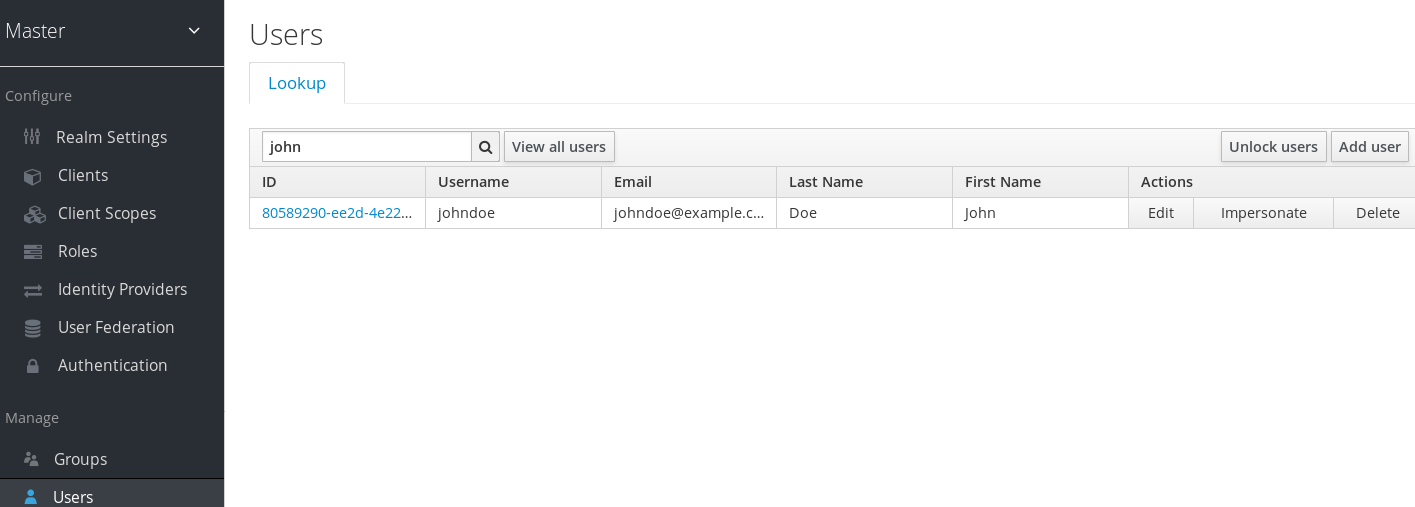 Master
Configure
Realm Settings
Clients
Client Scopes
Roles
Identity Providers
User Federation
Authentication
Manage
Groups
Users
Users
Lookup
john View all users Unlock users Add user
ID Username Email Last Name First Name Actions
80589290-ee2d-4e22... johndoe johndoe@example.c... Doe John Edit Impersonate Delete